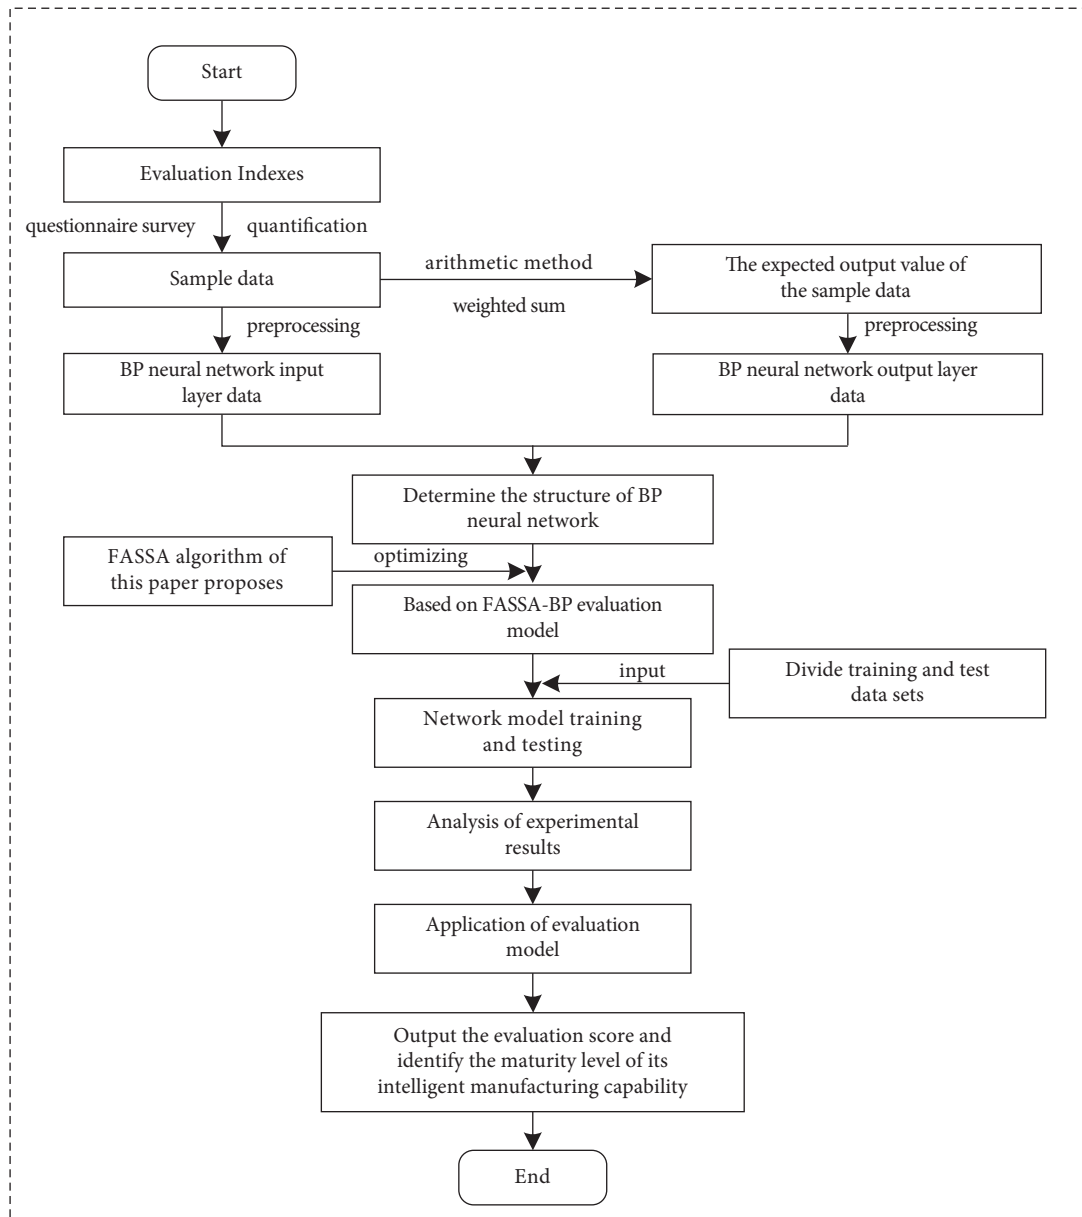 Start
Evaluation Indexes
questionnaire survey
quantification
Sample data
arithmetic method
weighted sum
The expected output value of
the sample data
preprocessing
preprocessing
BP neural network input
layer data
BP neural network output layer
data
Determine the structure of BP
neural network
FASSA algorithm of
this paper proposes
optimizing
Based on FASSA-BP evaluation
model
input
Divide training and test
data sets
Network model training
and testing
Analysis of experimental
results
Application of evaluation
model
Output the evaluation score and
identify the maturity level of its
intelligent manufacturing capability
End